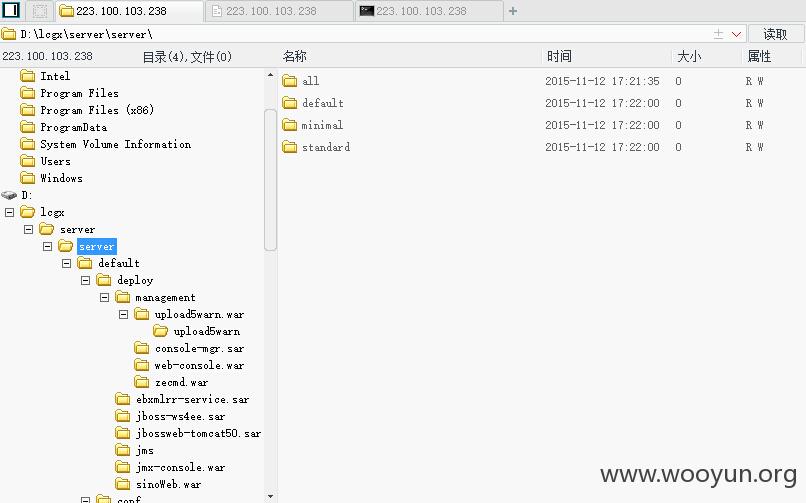 223.100.103.238 223.100.103.238 223.100.103.238 +
D:\lcgx\server\server\ 读取
223.100.103.238 目录(4),文件(0) 名称 时间 大小 属性
Intel
Program Files
Program Files (x86)
ProgramData
System Volume Information
Users
Windows
D:
lcgx
server
server
default
deploy
management
upload5warn.war
upload5warn
console-mgr.sar
web-console.war
zecmd.war
ebxmlrr-service.sar
jboss-ws4ee.sar
jbossweb-tomcat50.sar
jms
jmx-console.war
sinoWeb.war
conf
all 2015-11-12 17:21:35 0 R W
default 2015-11-12 17:22:00 0 R W
minimal 2015-11-12 17:22:00 0 R W
standard 2015-11-12 17:22:00 0 R W
www.wooyun.org